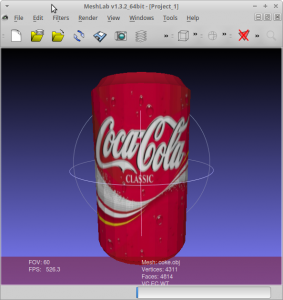 MeshLab v1.3.2_64bit - [Project_1]
File Edit Filters Render View Windows Tools Help
Coca-Cola
CLASSIC
FOV: 60
FPS: 526.3
Mesh: coke.obj
Vertices: 4311
Faces: 4514
VC FC WT